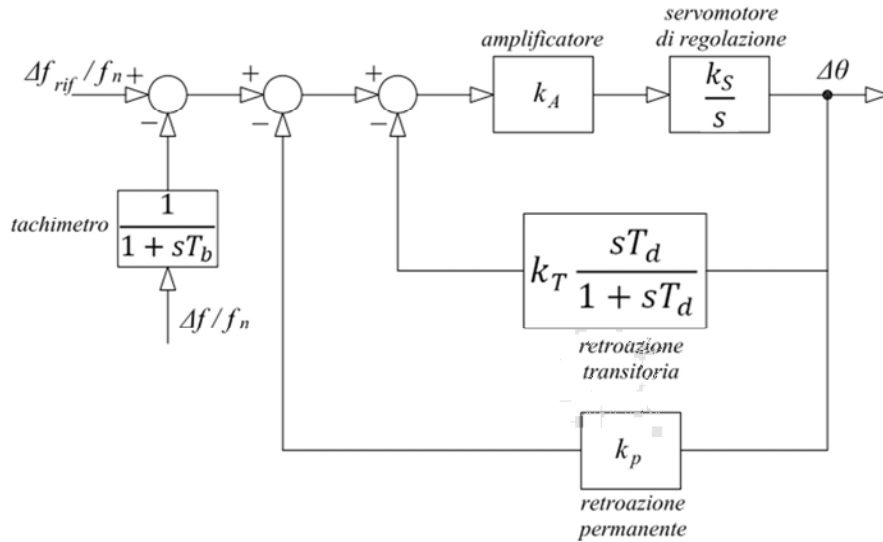 servomotore
di regolazione
amplificatore
Δf_rif/f_n
+
−
+
−
+
−
k_A
k_S
s
Δθ
tachimetro
1
1 + sT_b
Δf/f_n
k_T sT_d
1 + sT_d
retroazione
transitoria
k_p
retroazione
permanente